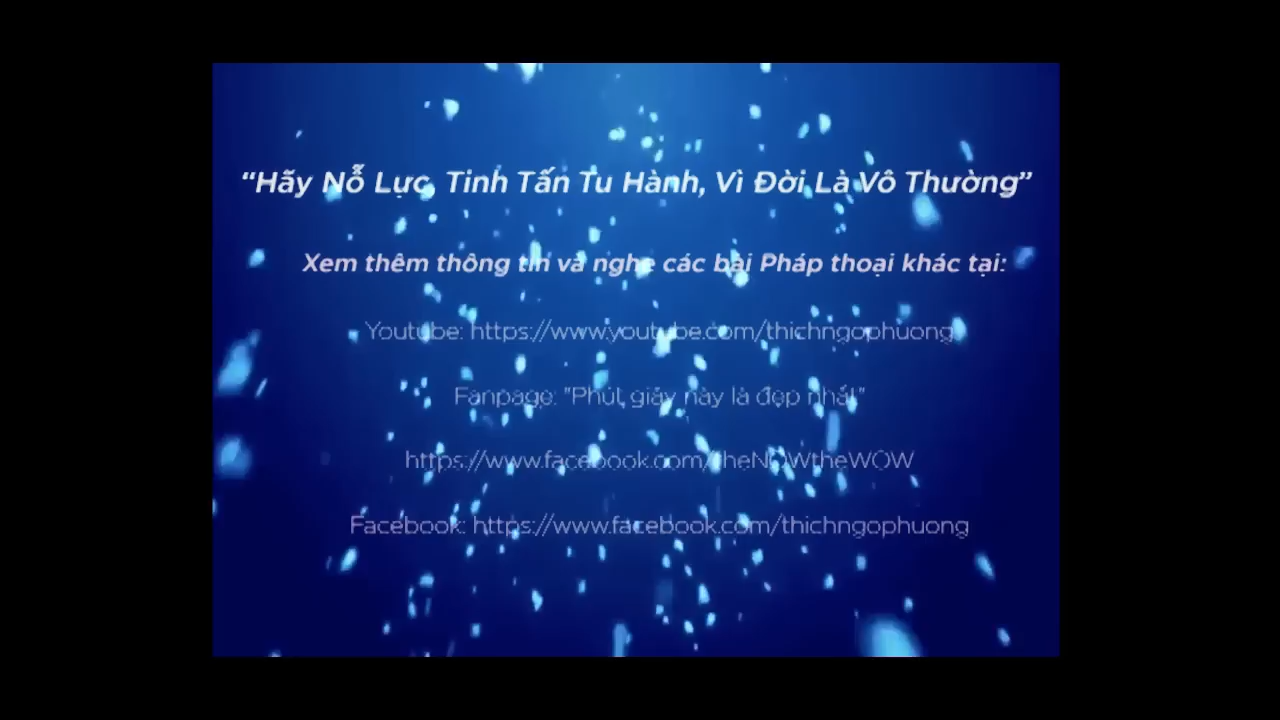 “Hãy Nỗ Lực, Tinh Tấn Tu Hành, Vì Đời Là Vô Thường”
Xem thêm thông tin và nghe các bài Pháp thoại khác tại:
Youtube: https://www.youtube.com/thichngophuong
Fanpage: "Phút giây này là đẹp nhất"
https://www.facebook.com/theNOWtheWOW
Facebook: https://www.facebook.com/thichngophuong